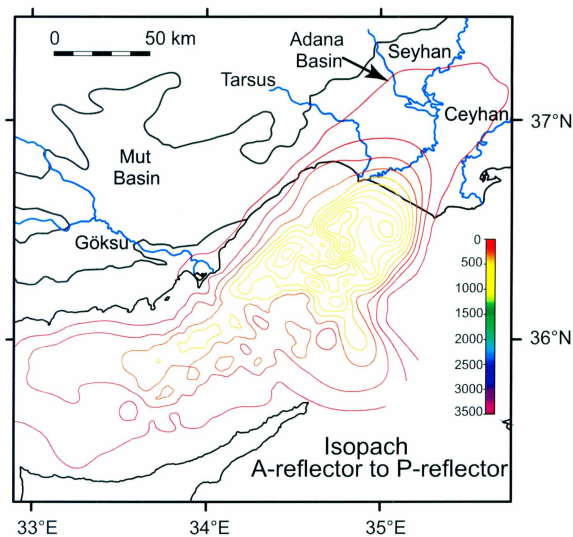 0 50 km
Adana
Basin
Seyhan
Tarsus
Ceyhan
37°N
Mut
Basin
Göksu
0
500
1000
1500
2000
2500
3000
3500
36°N
Isopach
A-reflector to P-reflector
33°E 34°E 35°E